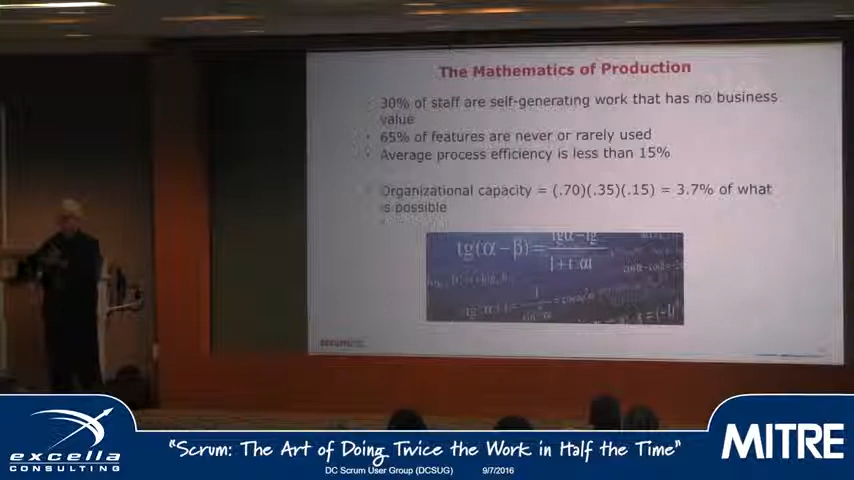 The Mathematics of Production
30% of staff are self-generating work that has no business
value
65% of features are never or rarely used
Average process efficiency is less than 15%
Organizational capacity = (.70)(.35)(.15) = 3.7% of what
is possible
tg(α-β)=
excella
CONSULTING
"Scrum: The Art of Doing Twice the Work in Half the Time"
DC Scrum User Group (DCSUG) 9/7/2016
MITRE